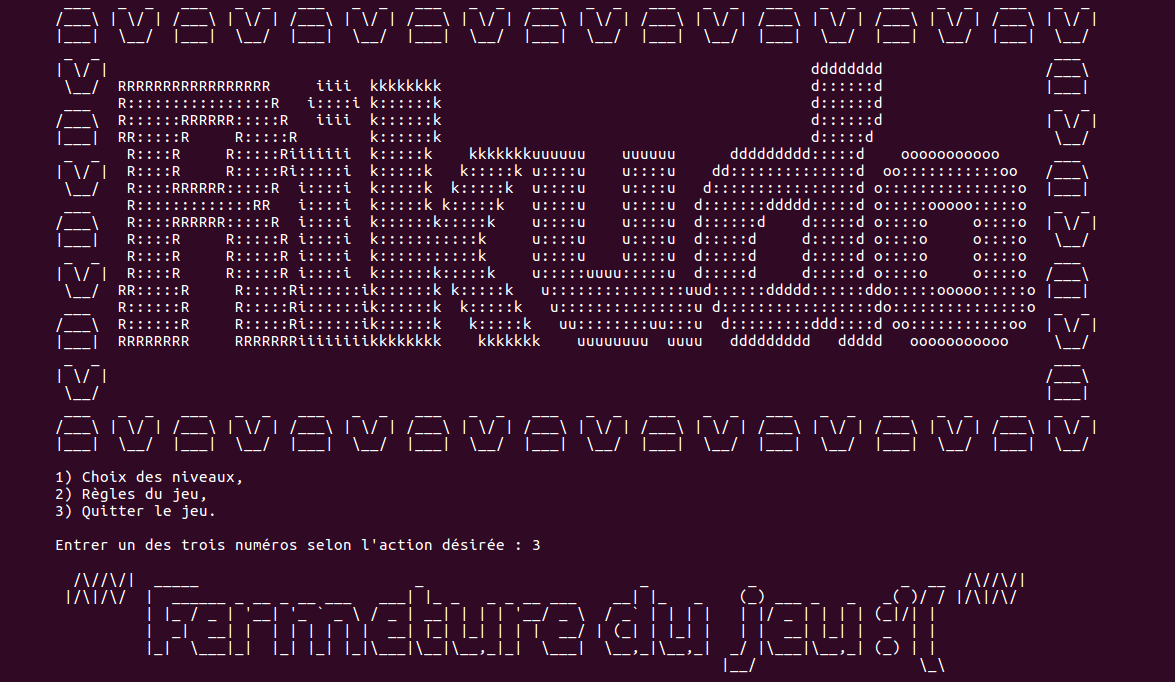 Rikudo
1) Choix des niveaux,
2) Règles du jeu,
3) Quitter le jeu.
Entrer un des trois numéros selon l'action désirée : 3
~~Fermeture du jeu :'( ~~